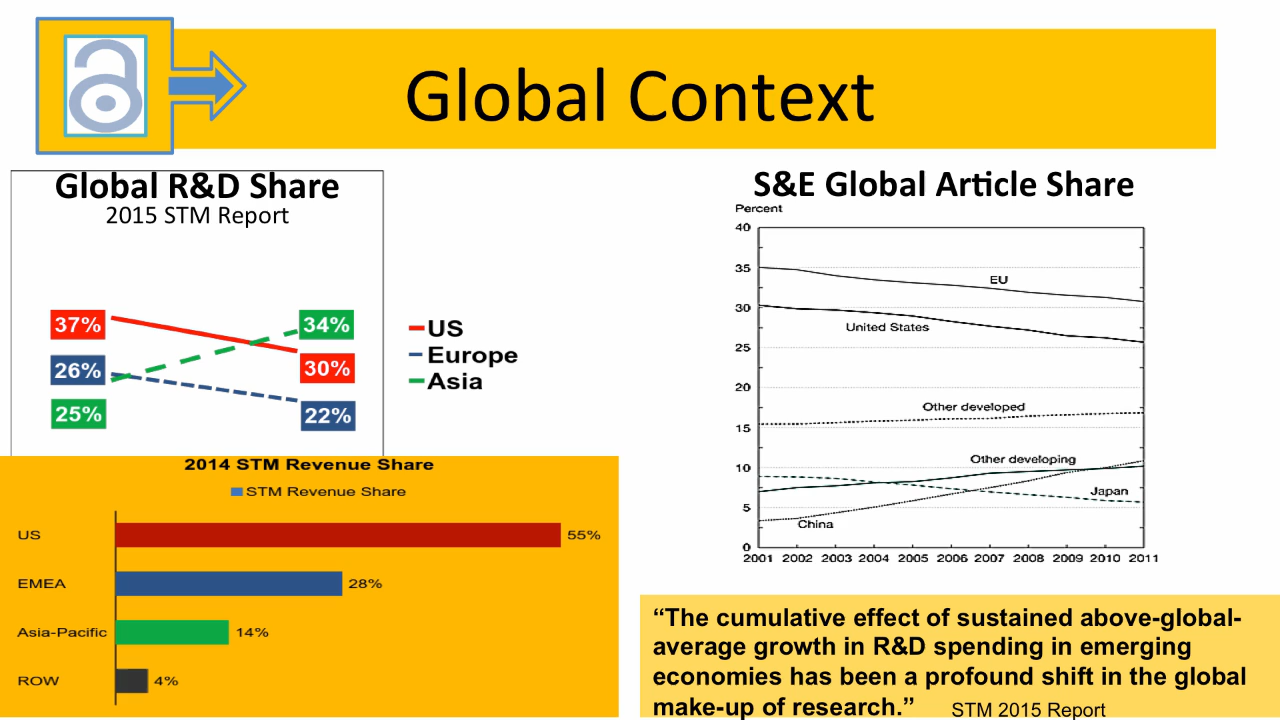 Global Context
Global R&D Share
2015 STM Report
37%
26%
25%
34%
30%
22%
US
Europe
Asia
2014 STM Revenue Share
STM Revenue Share
US
55%
EMEA
28%
Asia-Pacific
14%
ROW
4%
S&E Global Article Share
Percent
40
35
30
25
20
15
10
5
0
EU
United States
Other developed
Other developing
Japan
China
2001 2002 2003 2004 2005 2006 2007 2008 2009 2010 2011
“The cumulative effect of sustained above-global-
average growth in R&D spending in emerging
economies has been a profound shift in the global
make-up of research.” STM 2015 Report